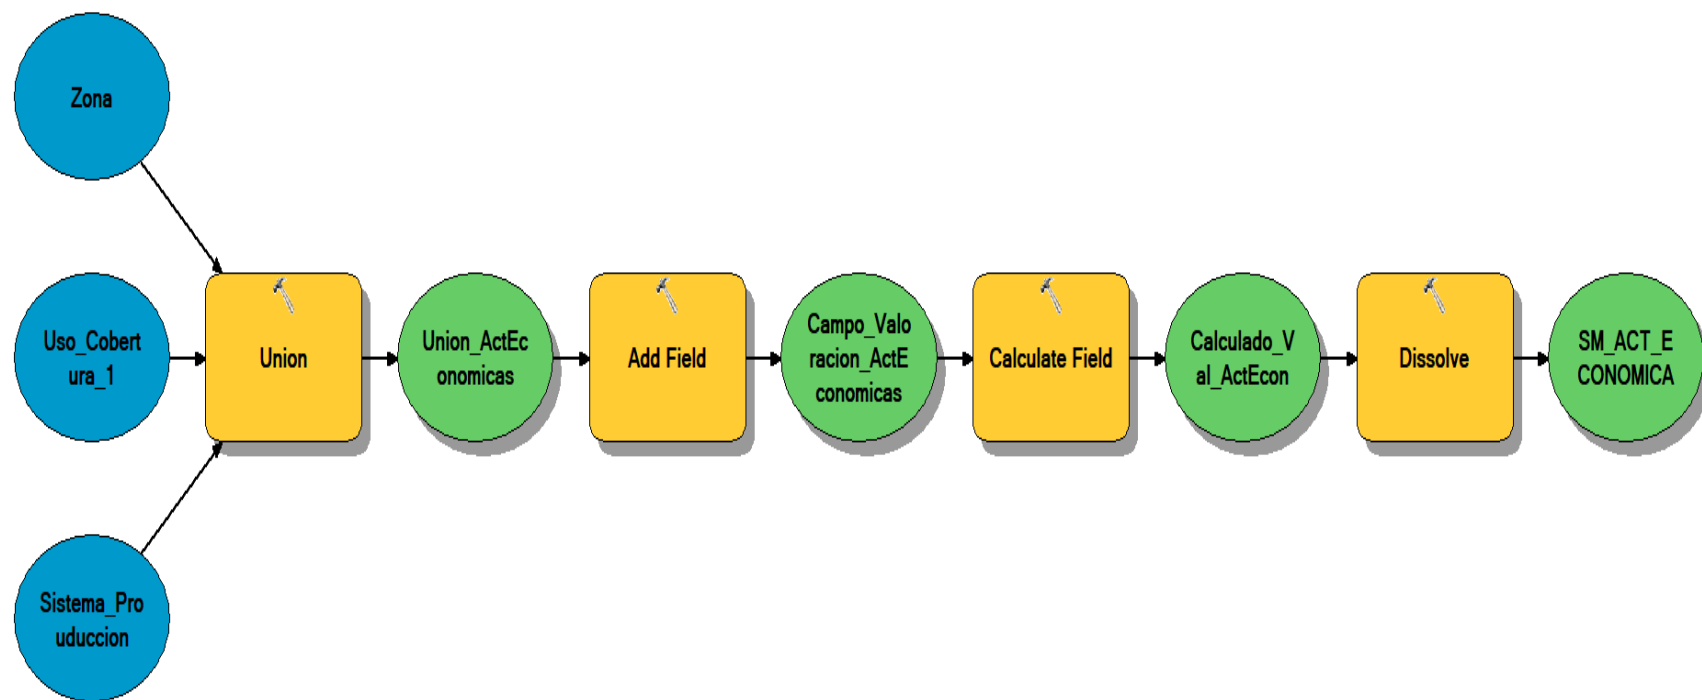 Zona
Uso_Cobert
ura_1
Sistema_Pro
uduccion
Union
Union_ActEc
onomicas
Add Field
Campo_Valo
racion_ActE
conomicas
Calculate Field
Calculado_V
al_ActEcon
Dissolve
SM_ACT_E
CONOMICA